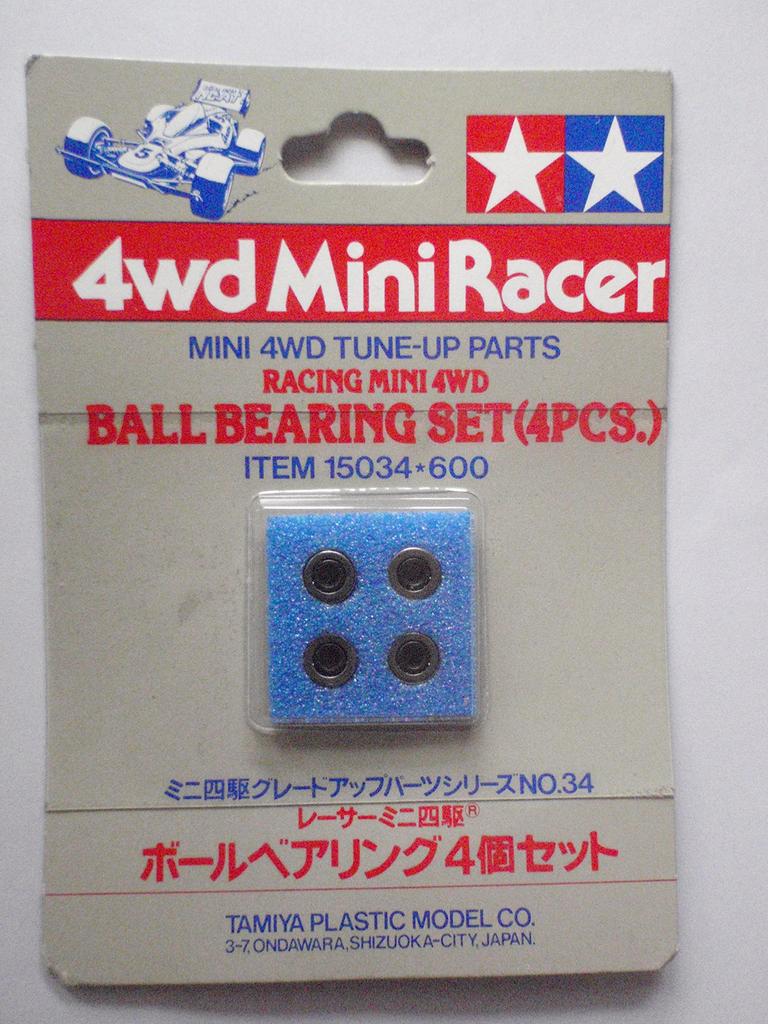 4wd Mini Racer
MINI 4WD TUNE-UP PARTS
RACING MINI 4WD
BALL BEARING SET(4PCS.)
ITEM 15034*600
ミニ四駆グレードアップパーツシリーズNO.34
レーサーミニ四駆®
ボールベアリング4個セット
TAMIYA PLASTIC MODEL CO.
3-7, ONDAWARA, SHIZUOKA-CITY, JAPAN.